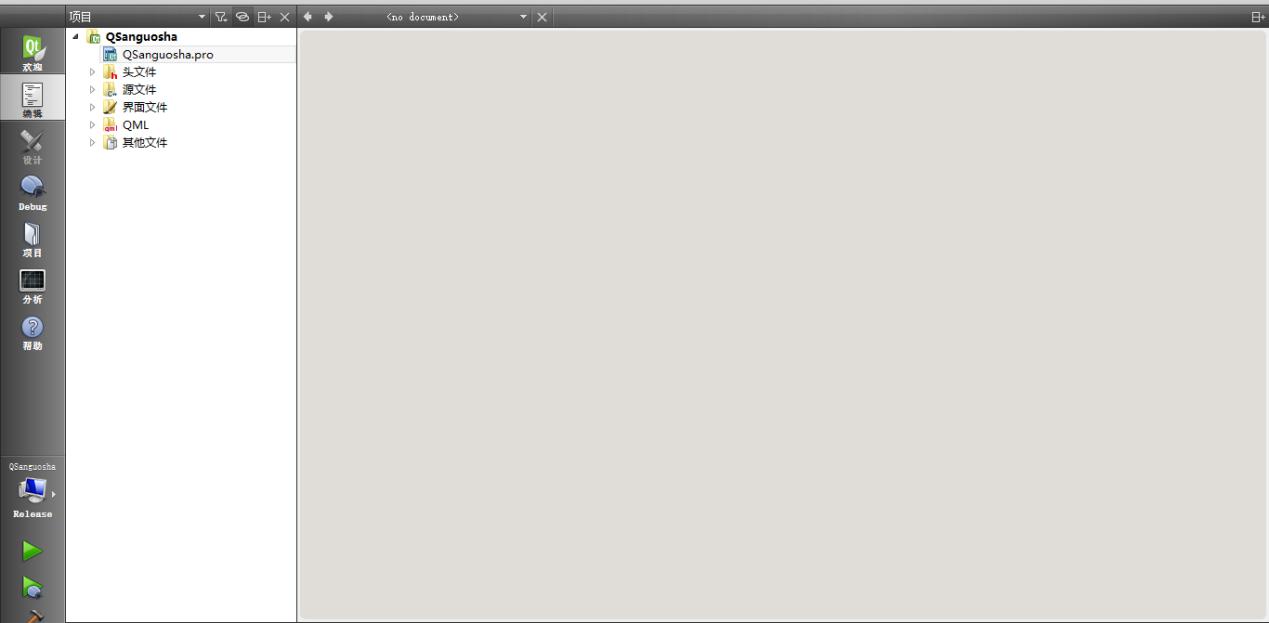 项目
<no document>
欢迎
编辑
设计
Debug
项目
分析
帮助
QSanguosha
QSanguosha.pro
头文件
源文件
界面文件
QML
其他文件
QSanguosha
Release